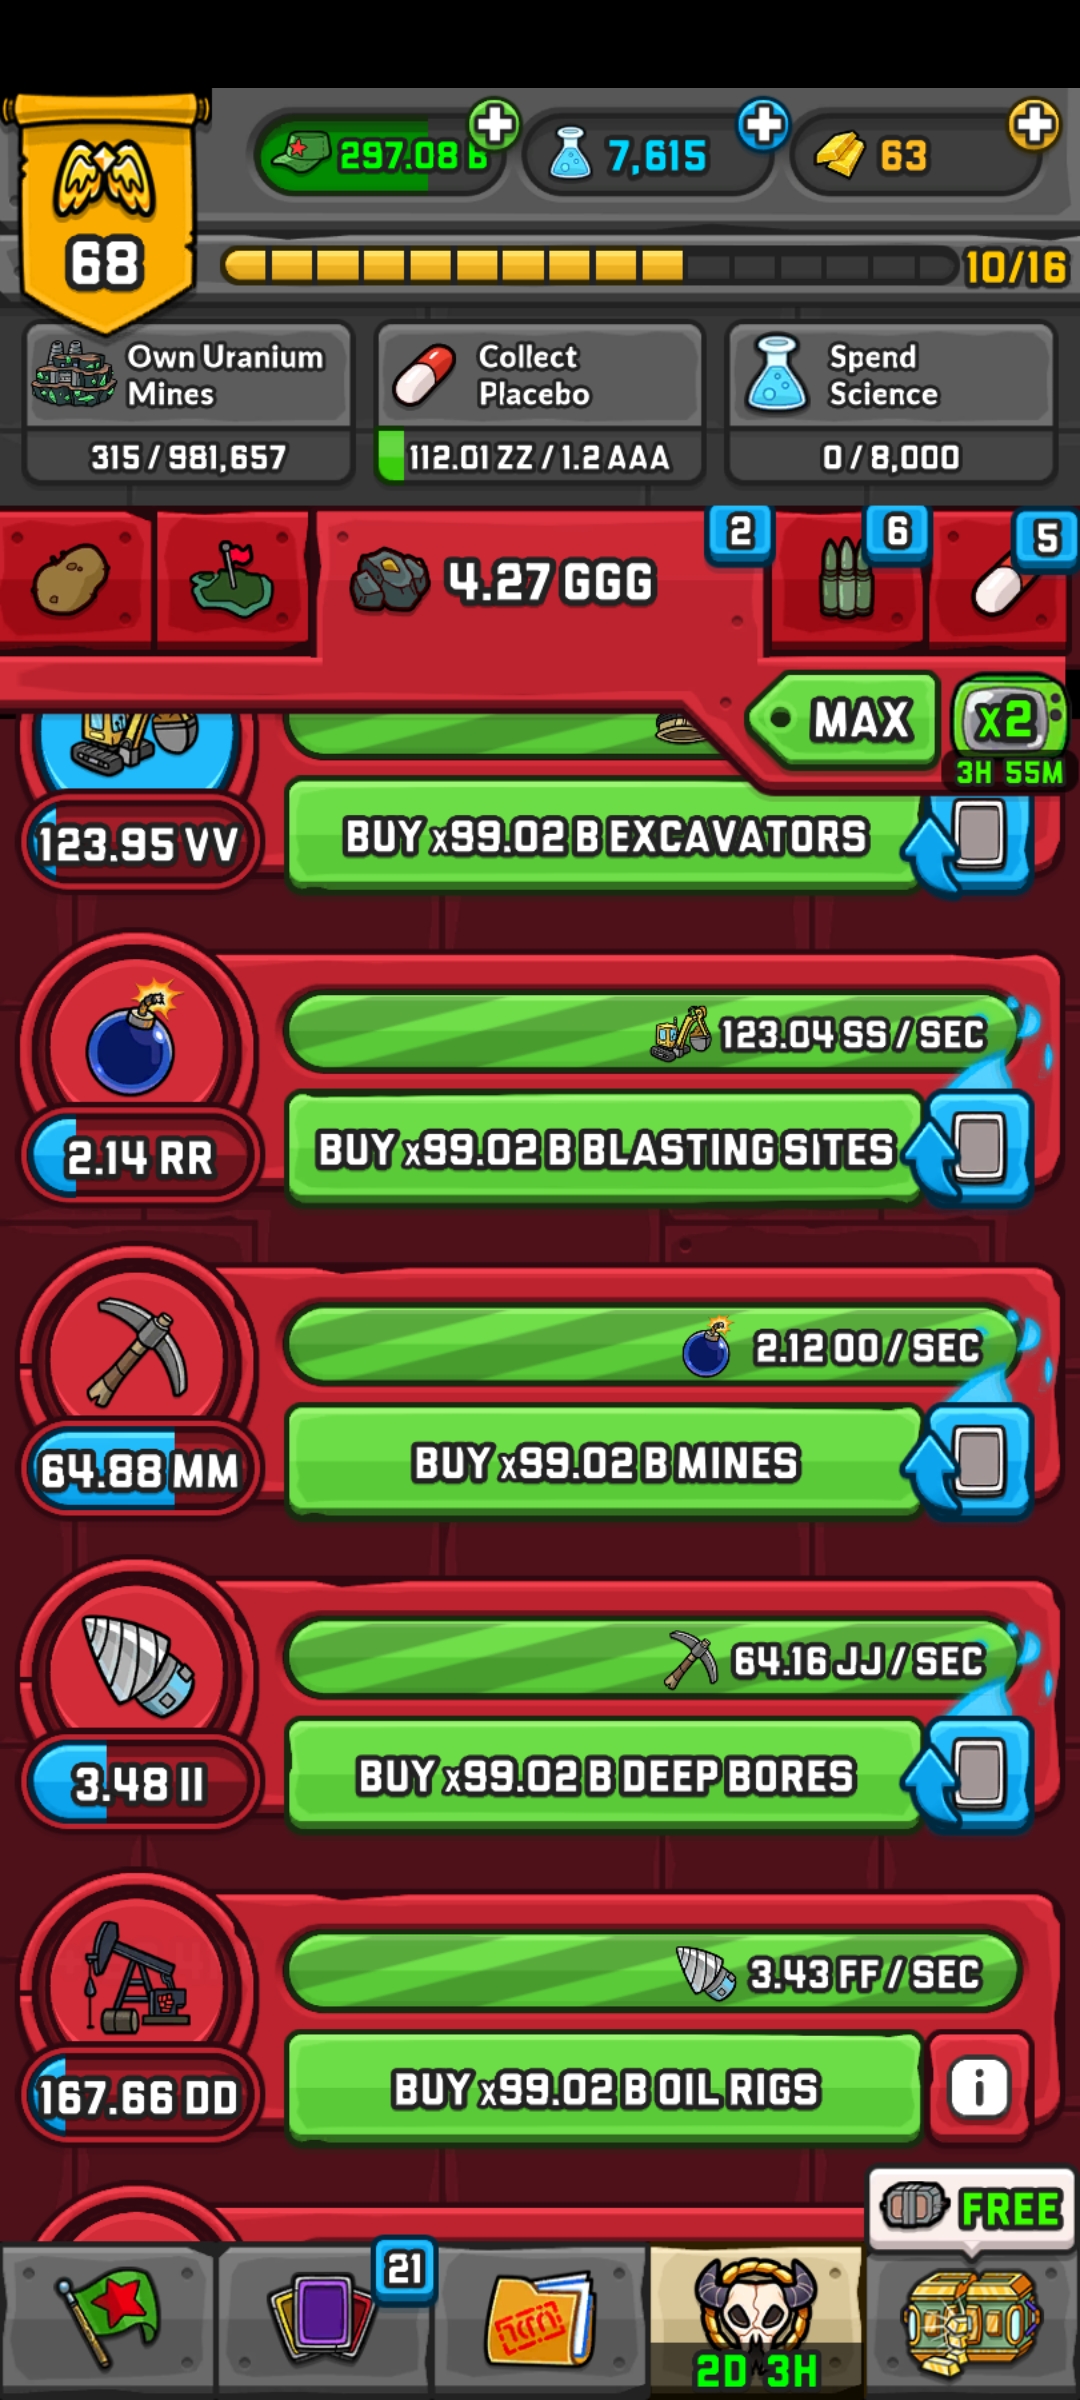 297.08 B
7,615
63
68
10/16
Own Uranium
Mines
Collect
Placebo
Spend
Science
315 / 981,657
112.01 ZZ / 1.2 AAA
0 / 8,000
2
6
5
4.27 GGG
MAX
x2
3H 55M
123.95 VV
BUY x99.02 B EXCAVATORS
123.04 SS / SEC
2.14 RR
BUY x99.02 B BLASTING SITES
2.12 OO / SEC
64.88 MM
BUY x99.02 B MINES
64.16 JJ / SEC
3.48 II
BUY x99.02 B DEEP BORES
3.43 FF / SEC
167.66 DD
BUY x99.02 B OIL RIGS
i
FREE
21
2D 3H